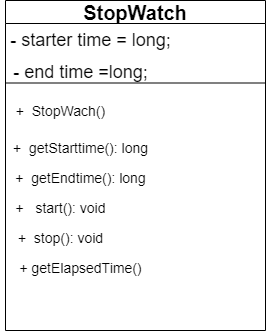 StopWatch
- starter time = long;
- end time =long;
+ StopWach()
+ getStarttime(): long
+ getEndtime(): long
+ start(): void
+ stop(): void
+ getElapsedTime()